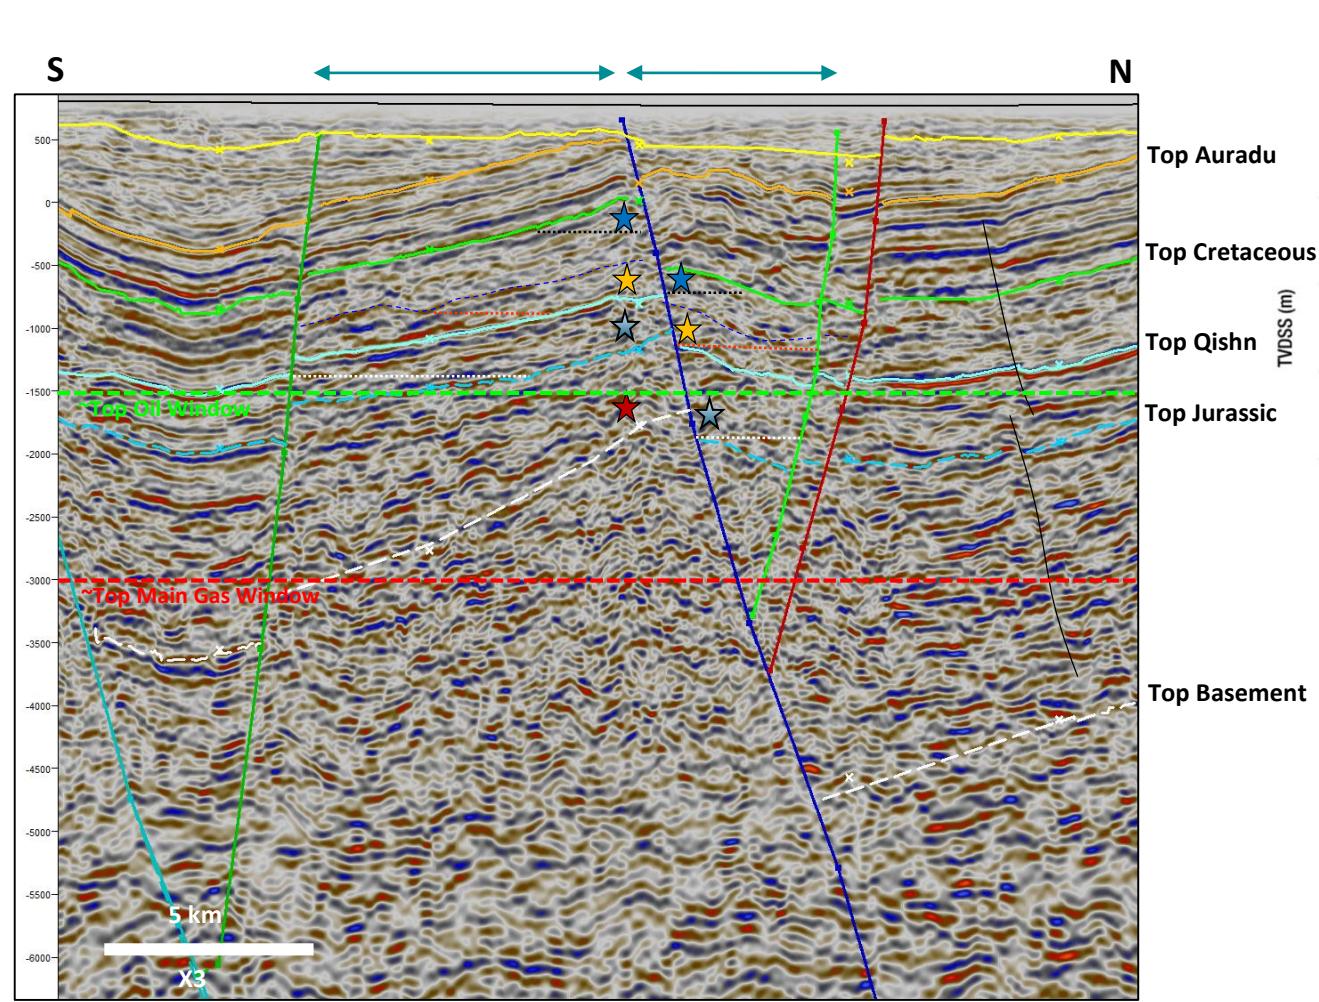 S
N
500
0
-500
-1000
-1500
-2000
-2500
-3000
-3500
-4000
-4500
-5000
-5500
-6000
Top Auradu
Top Cretaceous
Top Qishn
Top Jurassic
Top Basement
TVDSS (m)
~Top Oil Window
~Top Main Gas Window
5 km
X3